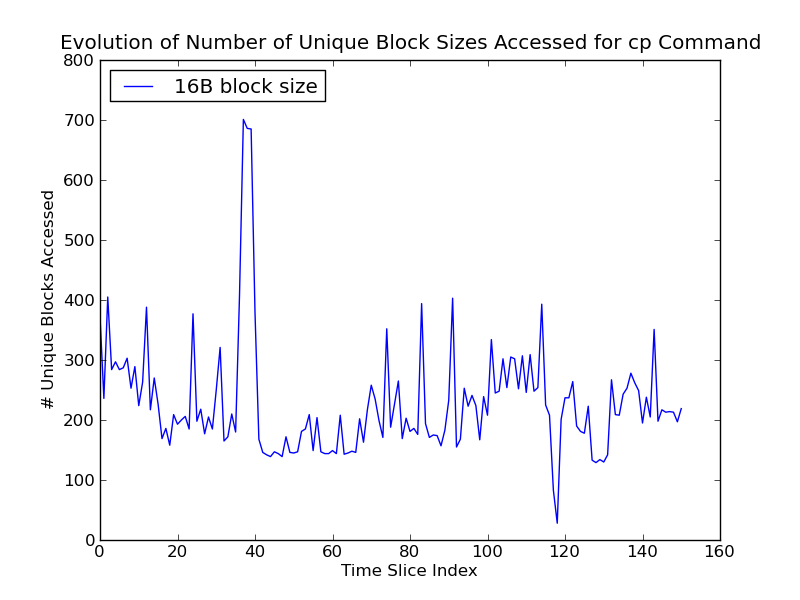 Evolution of Number of Unique Block Sizes Accessed for cp Command
800
16B block size
700
600
500
400
300
200
100
0
# Unique Blocks Accessed
0 20 40 60 80 100 120 140 160
Time Slice Index